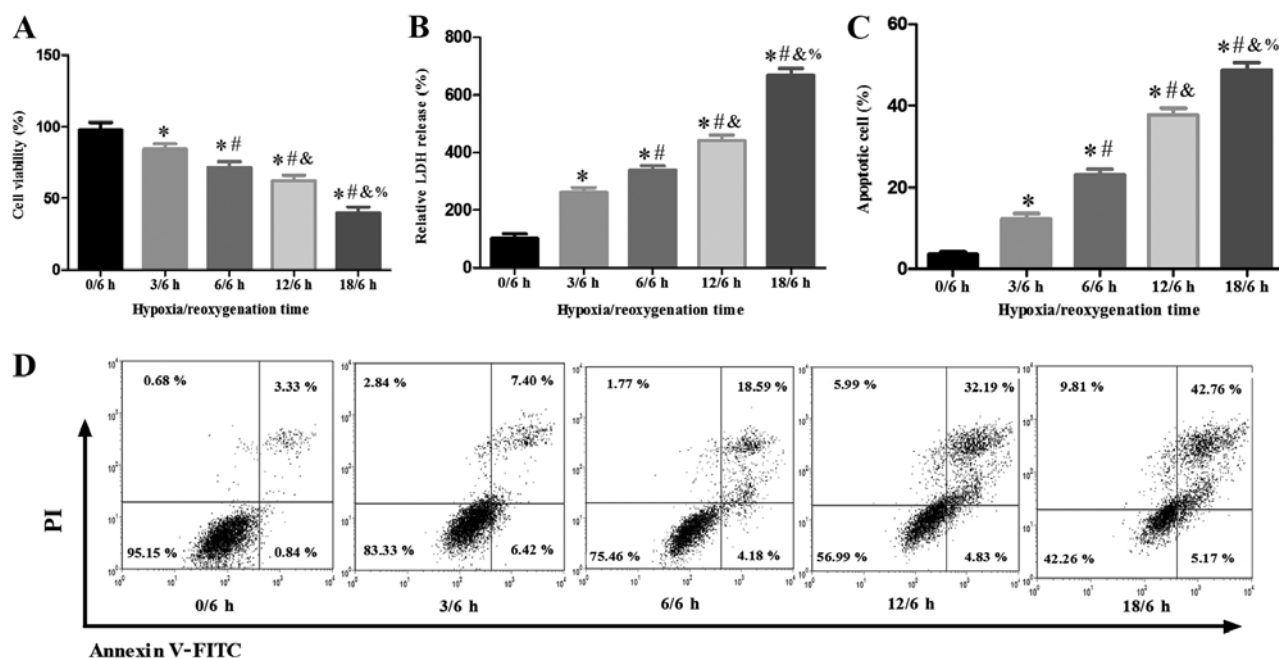 A
Cell viability (%)
150
100
50
0
*
*#
*#&
*#&%
0/6 h 3/6 h 6/6 h 12/6 h 18/6 h
Hypoxia/reoxygenation time
B
Relative LDH release (%)
800
600
400
200
0
*
*#
*#&
*#&%
0/6 h 3/6 h 6/6 h 12/6 h 18/6 h
Hypoxia/reoxygenation time
C
Apoptotic cell (%)
60
40
20
0
*
*#
*#&
*#&%
0/6 h 3/6 h 6/6 h 12/6 h 18/6 h
Hypoxia/reoxygenation time
D
PI
0.68 % 3.33 %
95.15 % 0.84 %
0/6 h
2.84 % 7.40 %
83.33 % 6.42 %
3/6 h
1.77 % 18.59 %
75.46 % 4.18 %
6/6 h
5.99 % 32.19 %
56.99 % 4.83 %
12/6 h
9.81 % 42.76 %
42.26 % 5.17 %
18/6 h
Annexin V-FITC